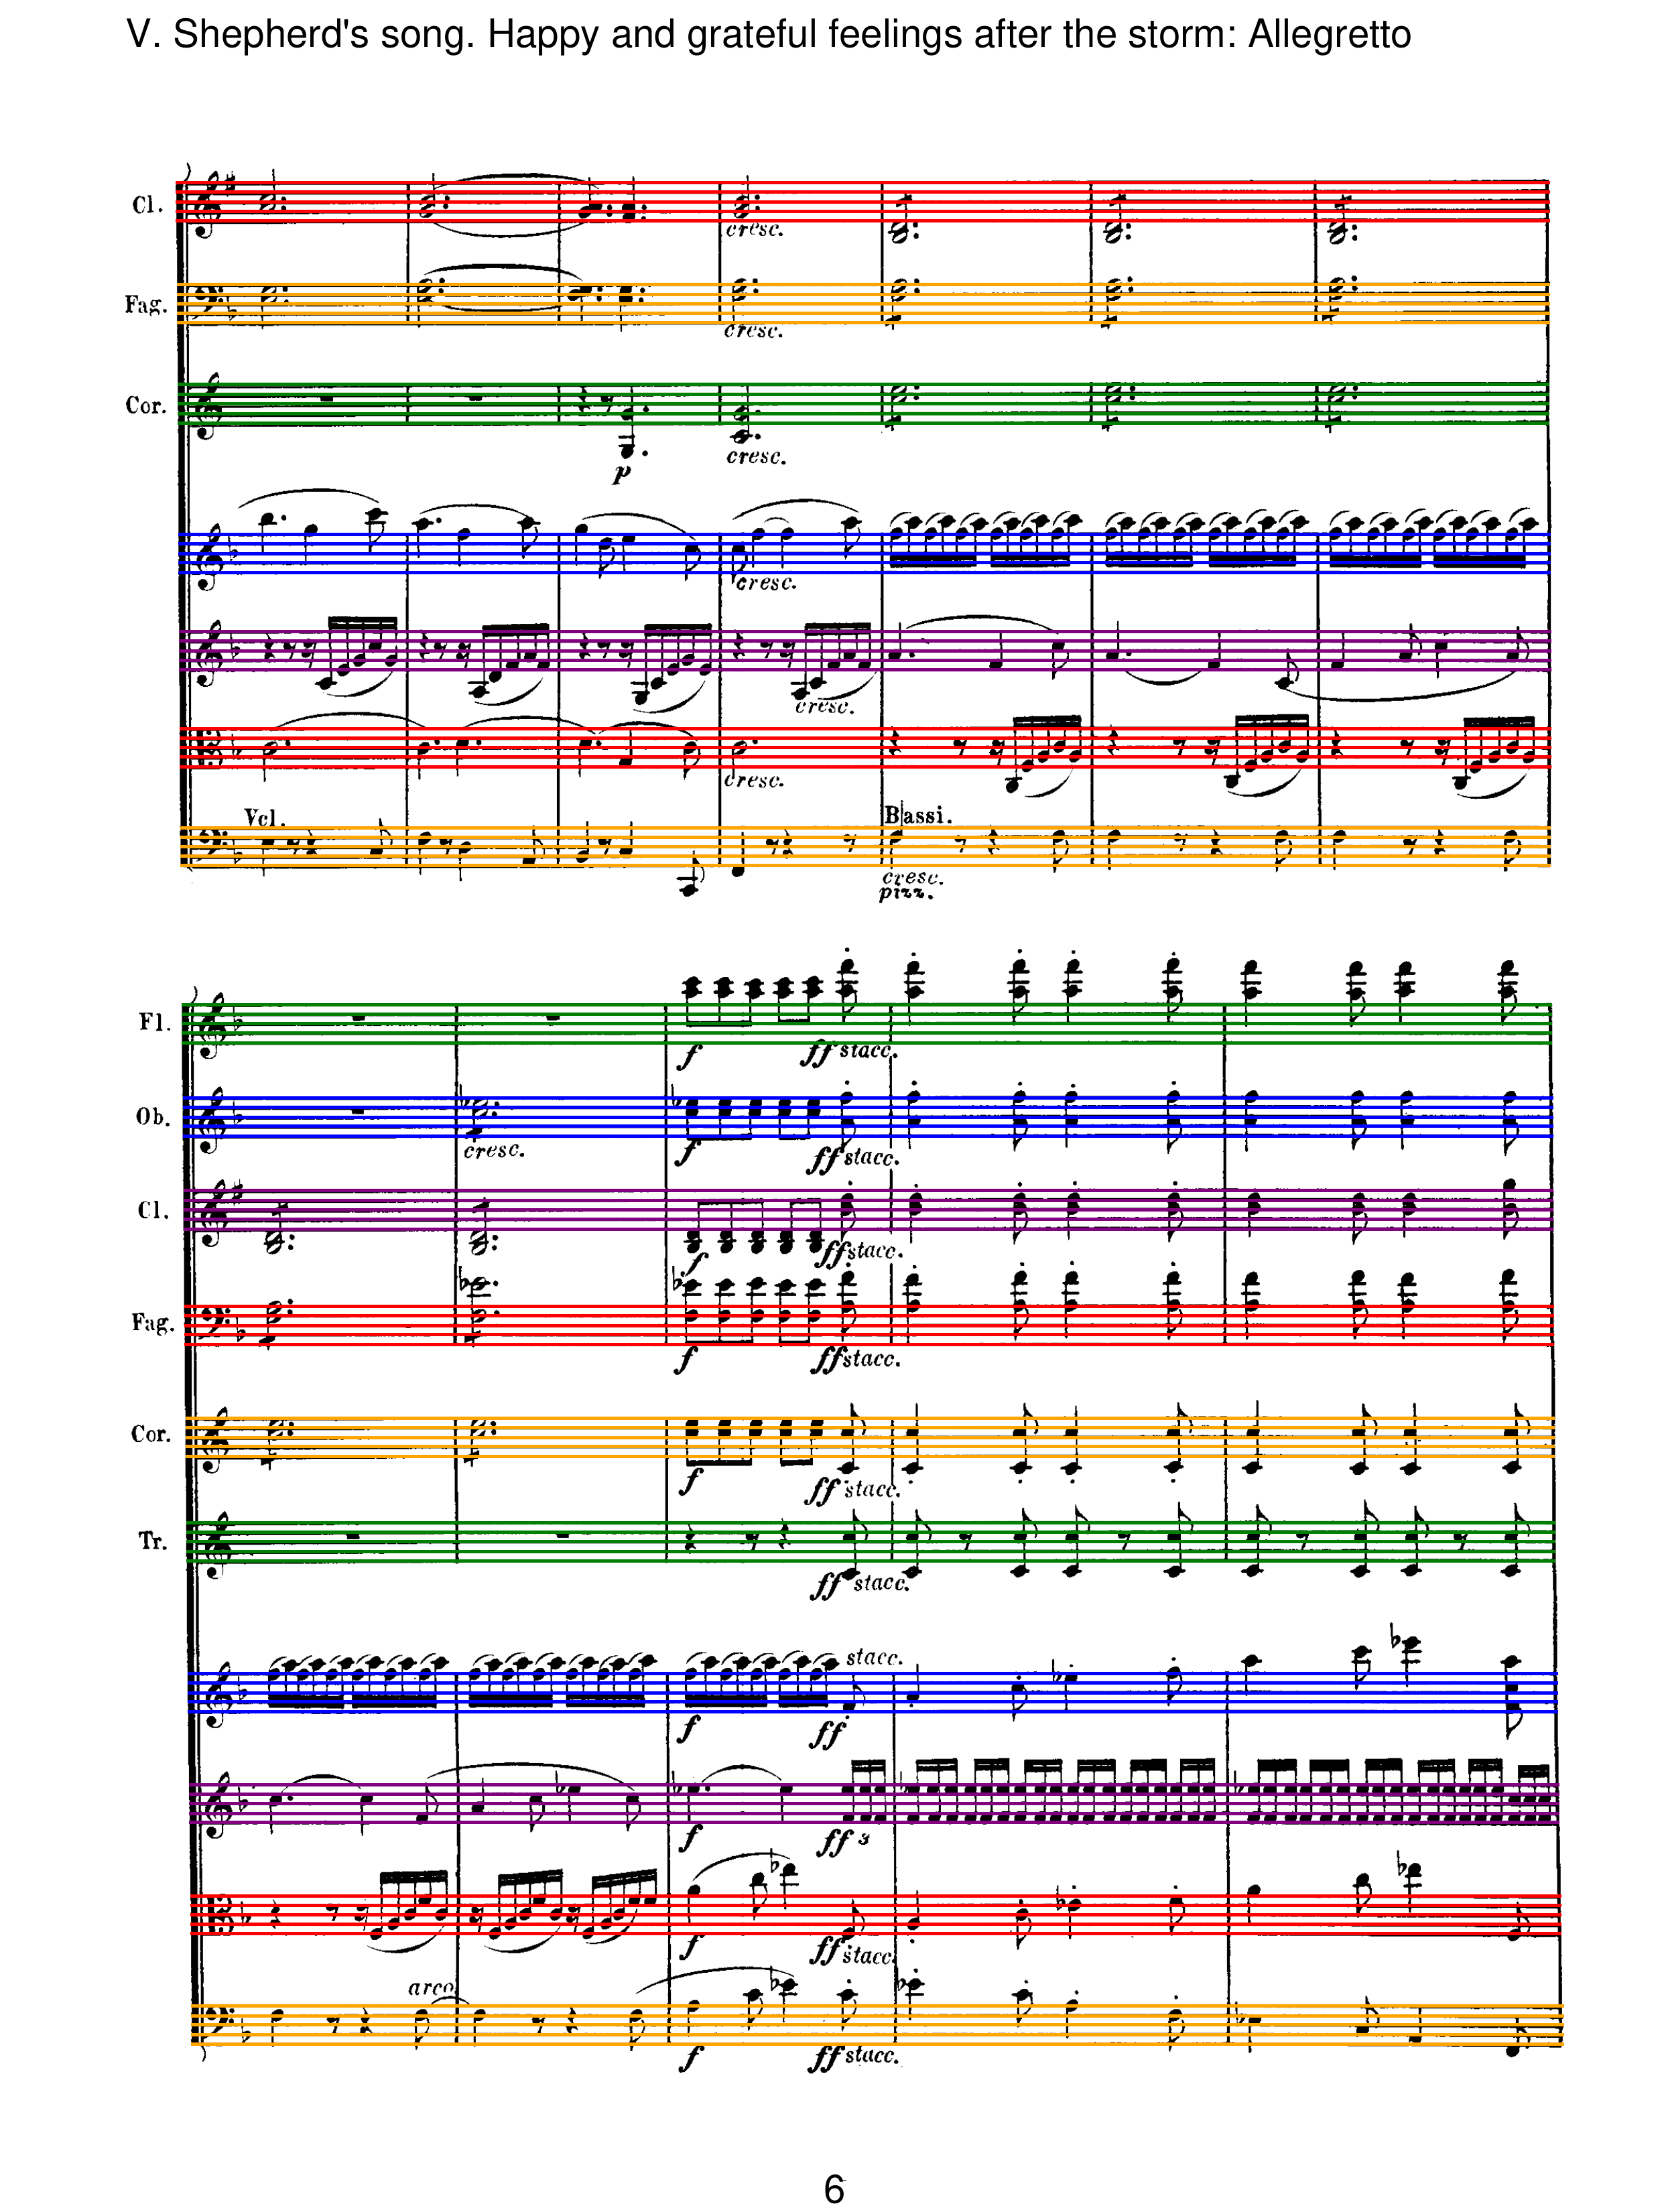 V. Shepherd's song. Happy and grateful feelings after the storm: Allegretto
Cl.
cresc.
Fag.
cresc.
Cor.
p
cresc.
cresc.
cresc.
cresc.
Vcl.
Bassi.
cresc.
pizz.
Fl.
f
ff stacc.
Ob.
cresc.
f
ff stacc.
Cl.
f
ff stacc.
Fag.
f
ff stacc.
Cor.
f
ff stacc.
Tr.
ff stacc.
stacc.
f
ff
f
ff 3
f
ff stacc.
arco
f
ff stacc.
6